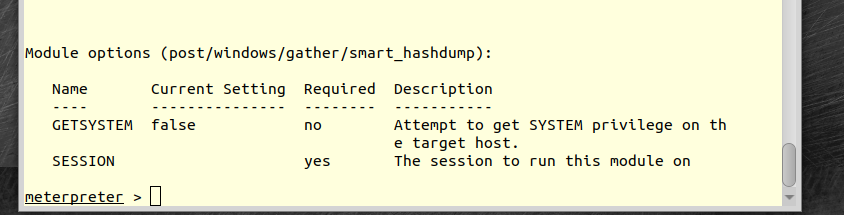 Module options (post/windows/gather/smart_hashdump):
Name Current Setting Required Description
---- --------------- -------- -----------
GETSYSTEM false no Attempt to get SYSTEM privilege on th
e target host.
SESSION yes The session to run this module on
meterpreter >